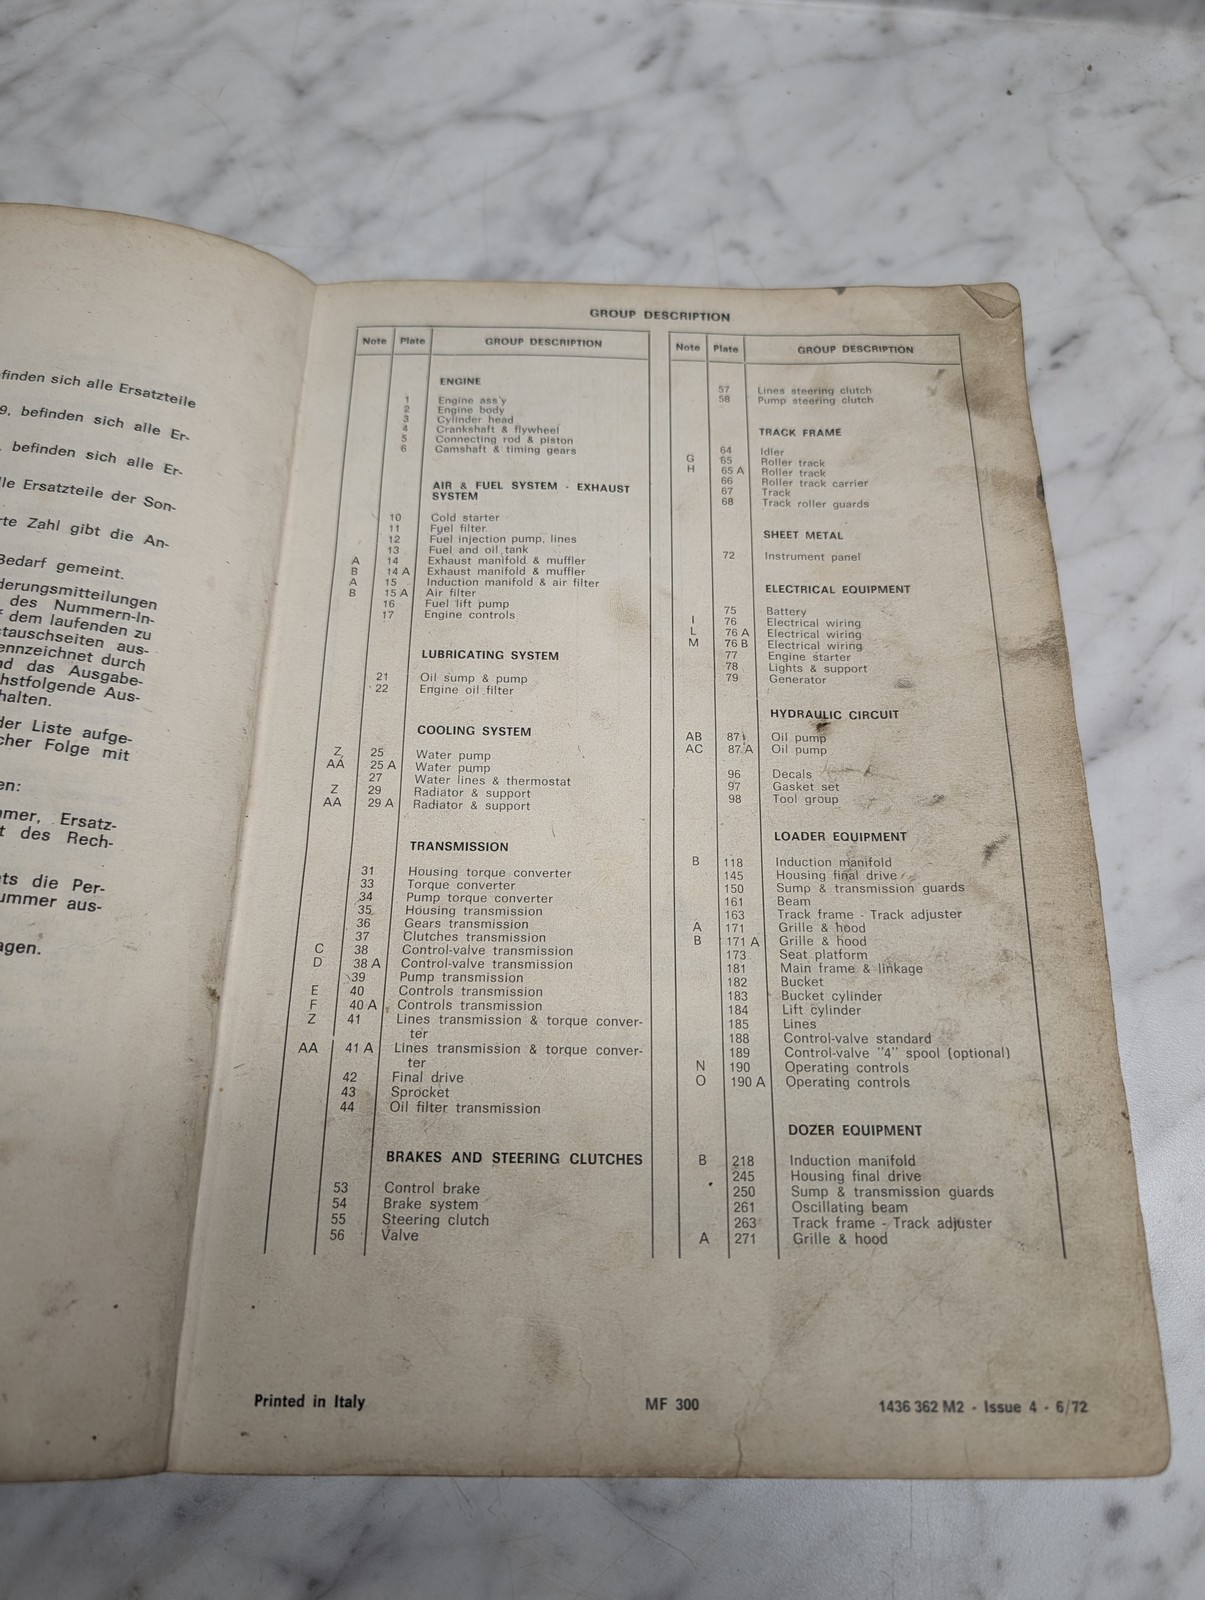 finden sich alle Ersatzteile
9, befinden sich alle Er-
, befinden sich alle Er-
lle Ersatzteile der Son-
rte Zahl gibt die An-
Bedarf gemeint.
derungsmitteilungen
des Nummern-In-
f dem laufenden zu
tauschseiten aus-
ennzeichnet durch
nd das Ausgabe-
hstfolgende Aus-
halten.
der Liste aufge-
cher Folge mit
en:
mmer, Ersatz-
t des Rech-
ets die Per-
ummer aus-
agen.
GROUP DESCRIPTION
Note Plate GROUP DESCRIPTION
ENGINE
1 Engine ass'y
2 Engine body
3 Cylinder head
4 Crankshaft & flywheel
5 Connecting rod & piston
6 Camshaft & timing gears
AIR & FUEL SYSTEM - EXHAUST
SYSTEM
10 Cold starter
11 Fuel filter
12 Fuel injection pump, lines
13 Fuel and oil tank
A 14 Exhaust manifold & muffler
B 14 A Exhaust manifold & muffler
A 15 Induction manifold & air filter
B 15 A Air filter
16 Fuel lift pump
17 Engine controls
LUBRICATING SYSTEM
21 Oil sump & pump
22 Engine oil filter
COOLING SYSTEM
Z 25 Water pump
AA 25 A Water pump
27 Water lines & thermostat
Z 29 Radiator & support
AA 29 A Radiator & support
TRANSMISSION
31 Housing torque converter
33 Torque converter
34 Pump torque converter
35 Housing transmission
36 Gears transmission
37 Clutches transmission
C 38 Control-valve transmission
D 38 A Control-valve transmission
39 Pump transmission
E 40 Controls transmission
F 40 A Controls transmission
Z 41 Lines transmission & torque conver-
ter
AA 41 A Lines transmission & torque conver-
ter
42 Final drive
43 Sprocket
44 Oil filter transmission
BRAKES AND STEERING CLUTCHES
53 Control brake
54 Brake system
55 Steering clutch
56 Valve
Note Plate GROUP DESCRIPTION
57 Lines steering clutch
58 Pump steering clutch
TRACK FRAME
64 Idler
G 65 Roller track
H 65 A Roller track
66 Roller track carrier
67 Track
68 Track roller guards
SHEET METAL
72 Instrument panel
ELECTRICAL EQUIPMENT
75 Battery
I 76 Electrical wiring
L 76 A Electrical wiring
M 76 B Electrical wiring
77 Engine starter
78 Lights & support
79 Generator
HYDRAULIC CIRCUIT
AB 87 Oil pump
AC 87 A Oil pump
96 Decals
97 Gasket set
98 Tool group
LOADER EQUIPMENT
B 118 Induction manifold
145 Housing final drive
150 Sump & transmission guards
161 Beam
163 Track frame - Track adjuster
A 171 Grille & hood
B 171 A Grille & hood
173 Seat platform
181 Main frame & linkage
182 Bucket
183 Bucket cylinder
184 Lift cylinder
185 Lines
188 Control-valve standard
189 Control-valve "4" spool (optional)
N 190 Operating controls
O 190 A Operating controls
DOZER EQUIPMENT
B 218 Induction manifold
245 Housing final drive
250 Sump & transmission guards
261 Oscillating beam
263 Track frame - Track adjuster
A 271 Grille & hood
Printed in Italy MF 300 1436 362 M2 - Issue 4 - 6/72